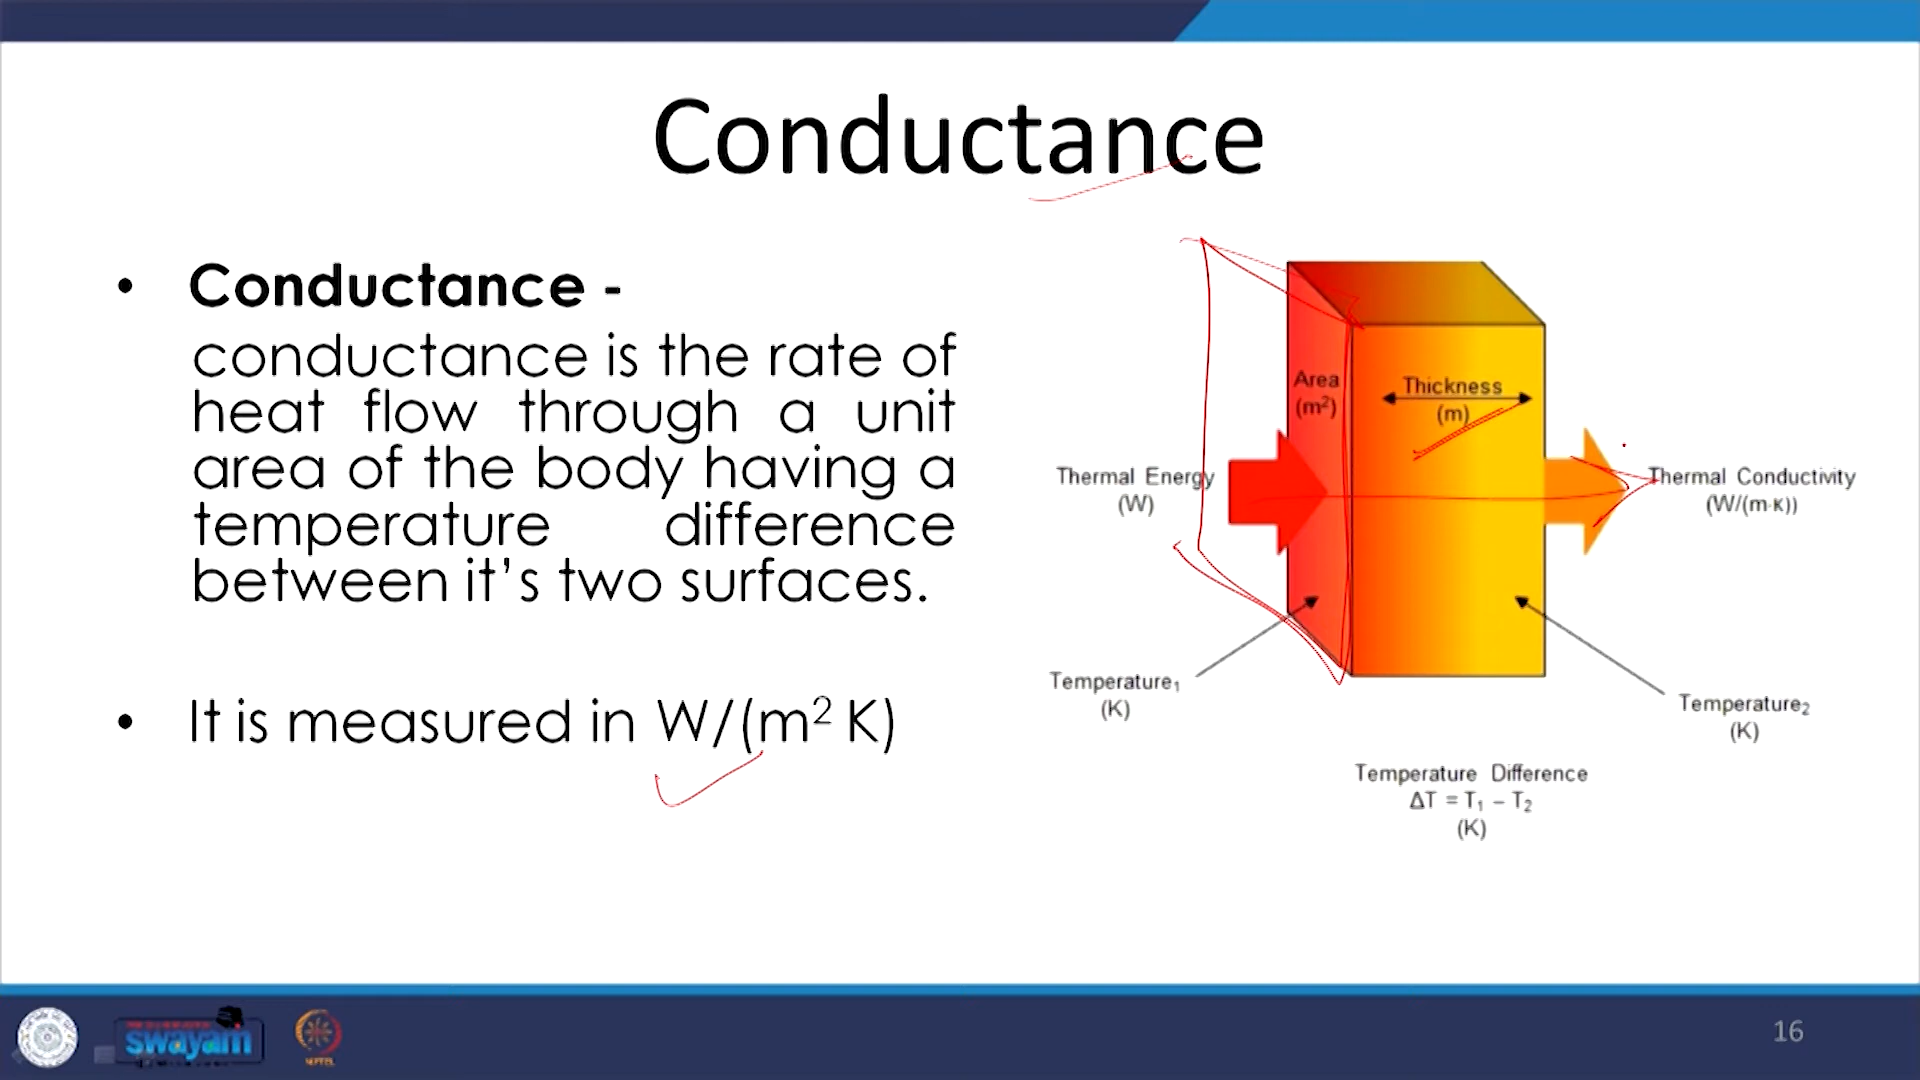 Conductance
• Conductance -
conductance is the rate of
heat flow through a unit
area of the body having a
temperature difference
between it’s two surfaces.
• It is measured in W/(m² K)
Area
(m²)
Thickness
(m)
Thermal Energy
(W)
Thermal Conductivity
(W/(m·K))
Temperature₁
(K)
Temperature₂
(K)
Temperature Difference
ΔT = T₁ − T₂
(K)
swayam
NPTEL
16